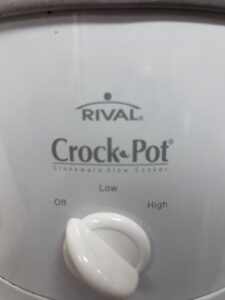 RIVAL®
Crock-Pot®
Stoneware Slow Cooker
Low
Off High